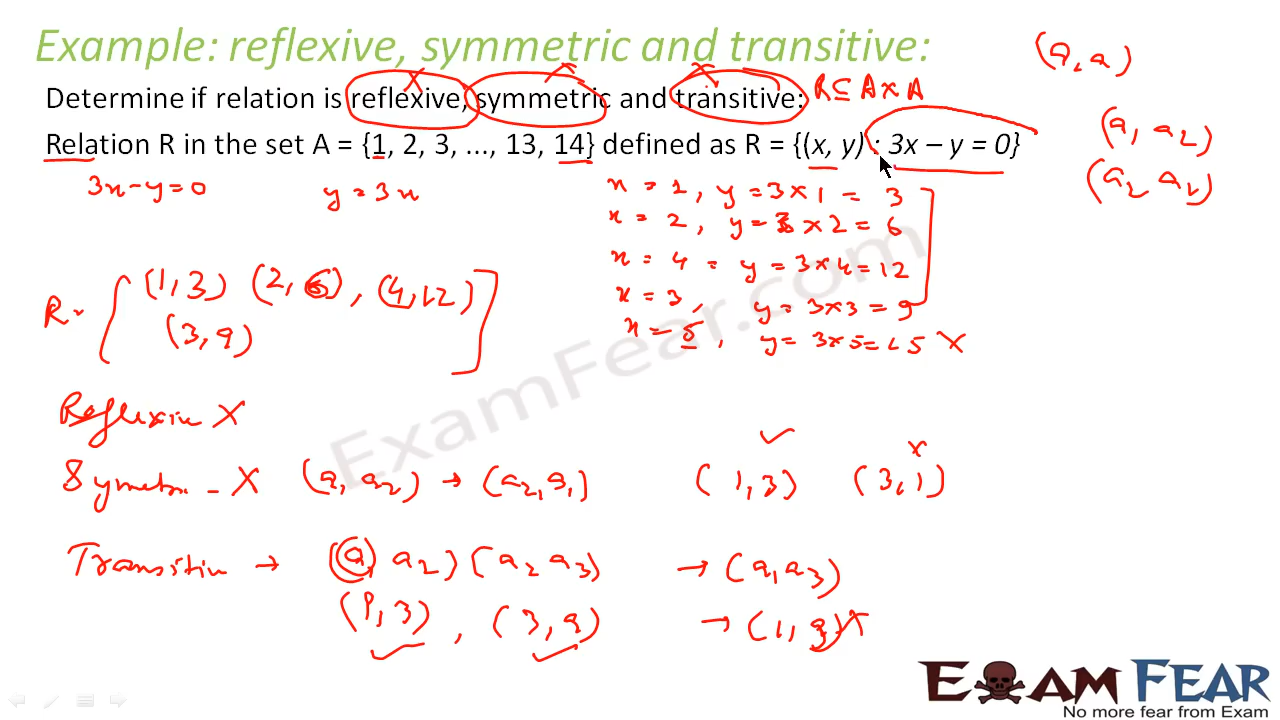 Example: reflexive, symmetric and transitive:
(a, a)
Determine if relation is reflexive, symmetric and transitive: R ⊆ A × A
Relation R in the set A = {1, 2, 3, ..., 13, 14} defined as R = {(x, y) : 3x – y = 0}
(a1 a2)
(a2 a1)
3x - y = 0 y = 3x
x = 1, y = 3 × 1 = 3
x = 2, y = 3 × 2 = 6
x = 4 = y = 3 × 4 = 12
x = 3, y = 3 × 3 = 9
x = 5, y = 3 × 5 = 15 X
R = { (1, 3) (2, 6), (4, 12)
(3, 9) }
Reflexive X
Symetric - X (a1 a2) → (a2, a1) (1, 3) ✓ (3, 1) x
Transitive → (a1 a2) (a2 a3) → (a1 a3)
(1, 3), (3, 9) → (1, 9) X
ExamFear.com
EXAM FEAR
No more fear from Exam